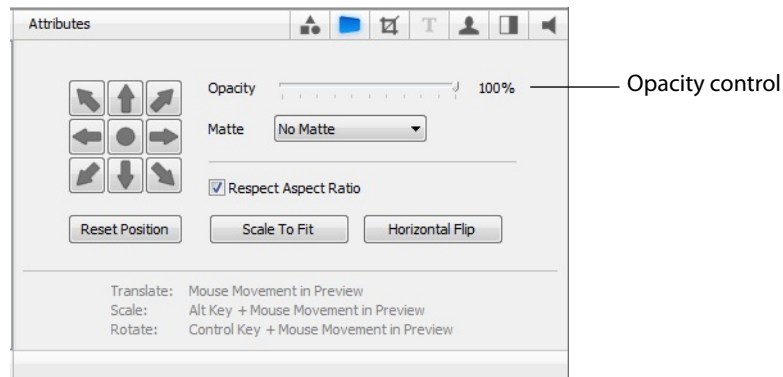 Attributes
T
Opacity 100% Opacity control
Matte No Matte
Respect Aspect Ratio
Reset Position Scale To Fit Horizontal Flip
Translate: Mouse Movement in Preview
Scale: Alt Key + Mouse Movement in Preview
Rotate: Control Key + Mouse Movement in Preview